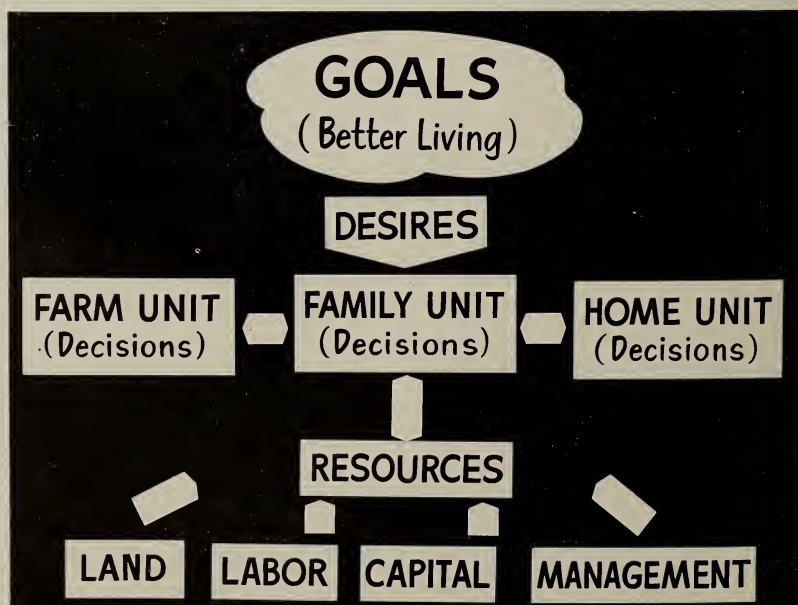 GOALS
(Better Living)
DESIRES
FARM UNIT
(Decisions)
FAMILY UNIT
(Decisions)
HOME UNIT
(Decisions)
RESOURCES
LAND
LABOR
CAPITAL
MANAGEMENT